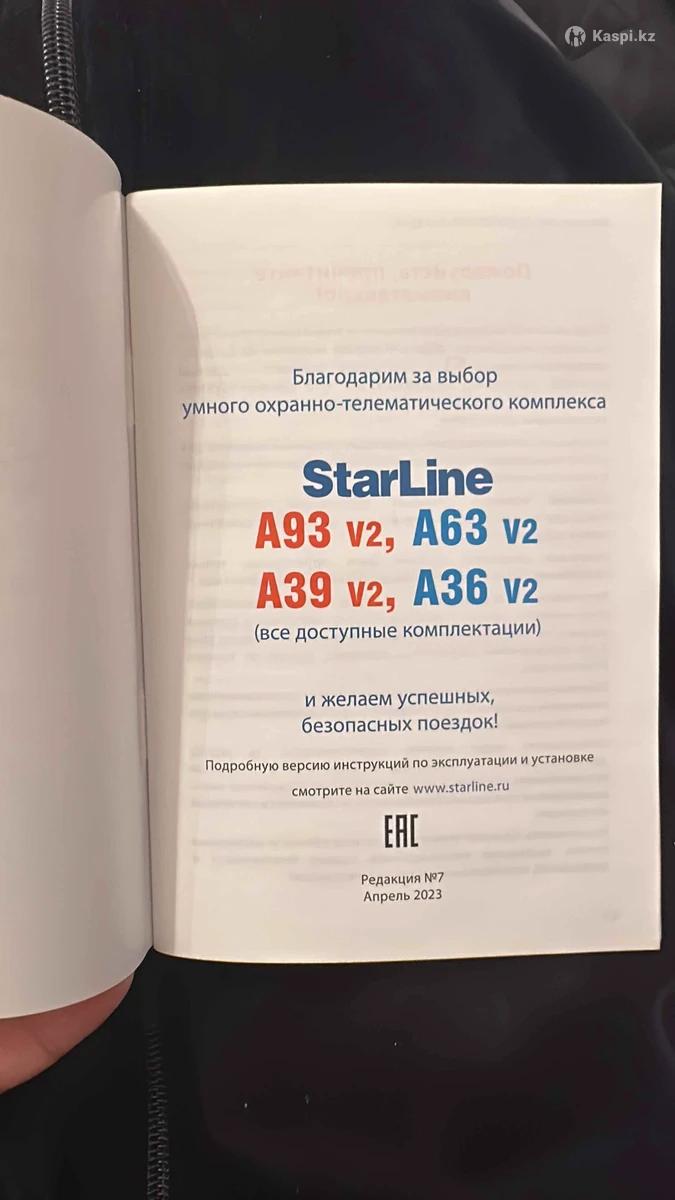 Kaspi.kz
Благодарим за выбор
умного охранно-телематического комплекса
StarLine
A93 V2, A63 V2
A39 V2, A36 V2
(все доступные комплектации)
и желаем успешных,
безопасных поездок!
Подробную версию инструкций по эксплуатации и установке
смотрите на сайте www.starline.ru
EAC
Редакция №7
Апрель 2023